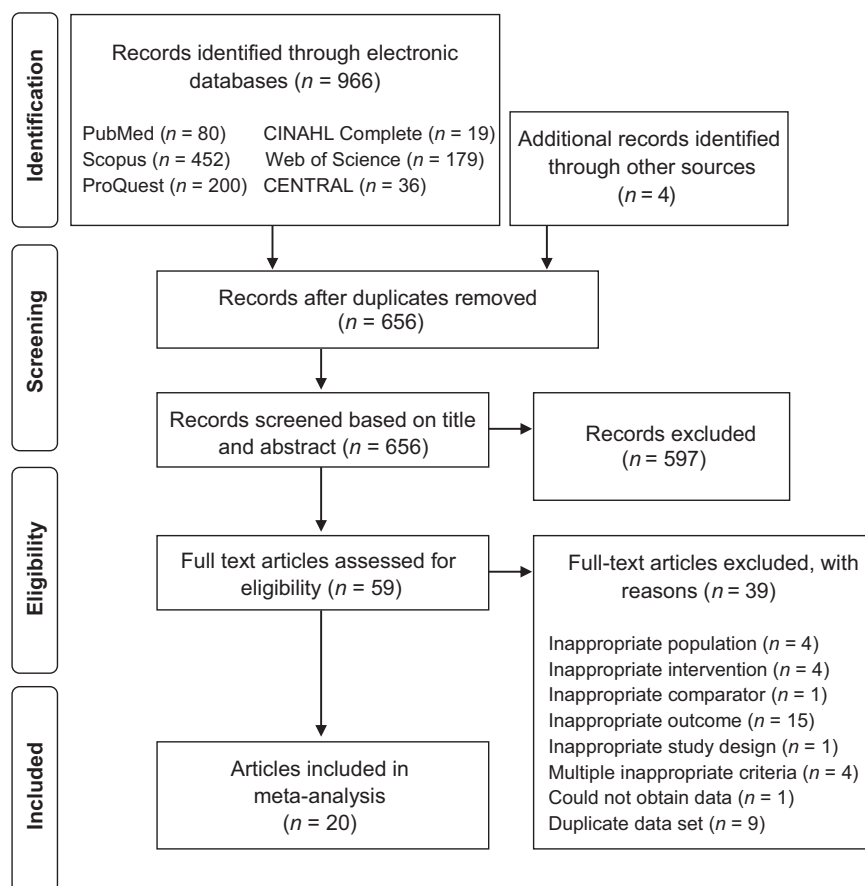 Identification
Records identified through electronic
databases (n = 966)
PubMed (n = 80) CINAHL Complete (n = 19)
Scopus (n = 452) Web of Science (n = 179)
ProQuest (n = 200) CENTRAL (n = 36)
Additional records identified
through other sources
(n = 4)
Screening
Records after duplicates removed
(n = 656)
Records screened based on title
and abstract (n = 656)
Records excluded
(n = 597)
Eligibility
Full text articles assessed for
eligibility (n = 59)
Full-text articles excluded, with
reasons (n = 39)
Inappropriate population (n = 4)
Inappropriate intervention (n = 4)
Inappropriate comparator (n = 1)
Inappropriate outcome (n = 15)
Inappropriate study design (n = 1)
Multiple inappropriate criteria (n = 4)
Could not obtain data (n = 1)
Duplicate data set (n = 9)
Included
Articles included in
meta-analysis
(n = 20)